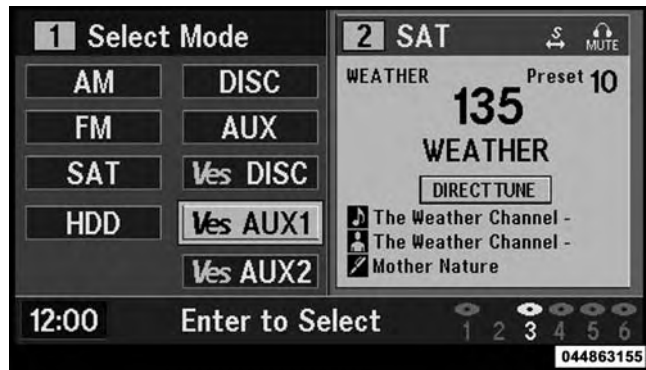 1 Select Mode
AM
DISC
FM
AUX
SAT
Ves DISC
HDD
Ves AUX1
Ves AUX2
2 SAT
S
MUTE
WEATHER
Preset 10
135
WEATHER
DIRECT TUNE
The Weather Channel -
The Weather Channel -
Mother Nature
12:00
Enter to Select
1 2 3 4 5 6
044863155